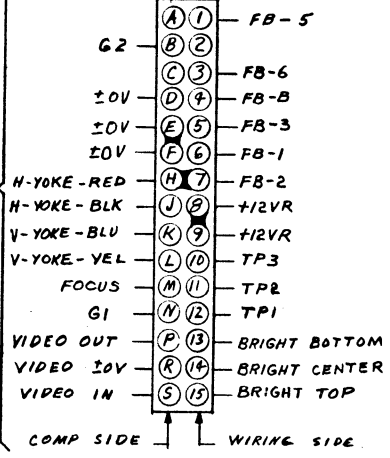 A 1 FB-5
G2 B 2
C 3 FB-6
±0V D 4 FB-8
±0V E 5 FB-3
±0V F 6 FB-1
H-YOKE-RED H 7 FB-2
H-YOKE-BLK J 8 +12VR
V-YOKE-BLU K 9 +12VR
V-YOKE-YEL L 10 TP3
FOCUS M 11 TP2
G1 N 12 TP1
VIDEO OUT P 13 BRIGHT BOTTOM
VIDEO ±0V R 14 BRIGHT CENTER
VIDEO IN S 15 BRIGHT TOP
COMP SIDE WIRING SIDE